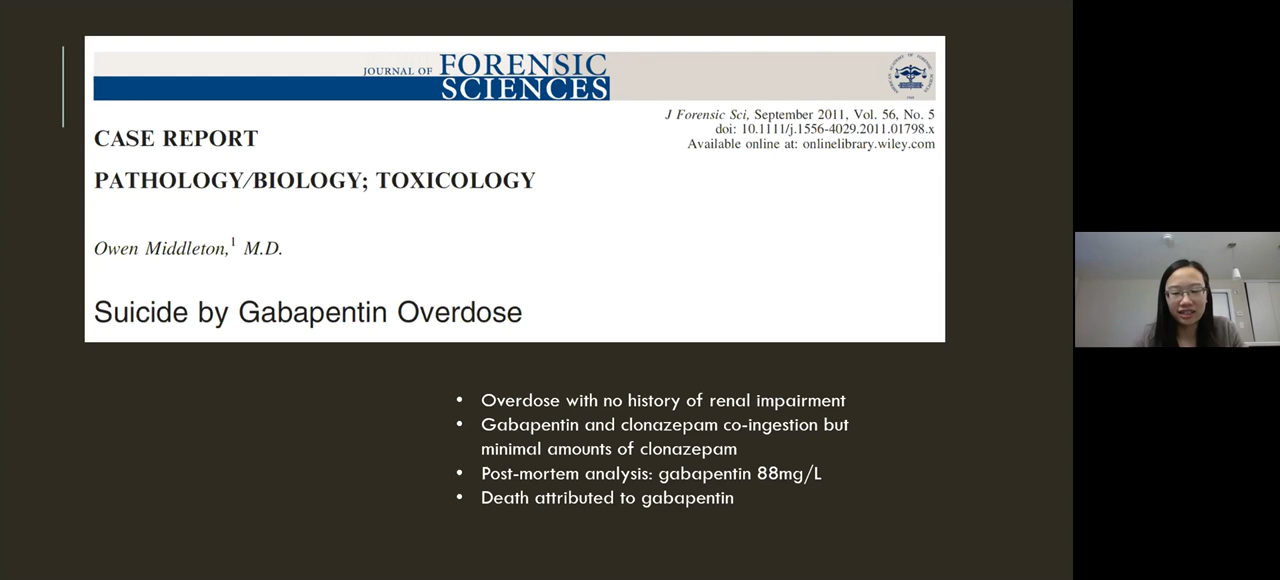 JOURNAL OF FORENSIC
SCIENCES
J Forensic Sci, September 2011, Vol. 56, No. 5
doi: 10.1111/j.1556-4029.2011.01798.x
Available online at: onlinelibrary.wiley.com
CASE REPORT
PATHOLOGY/BIOLOGY; TOXICOLOGY
Owen Middleton,1 M.D.
Suicide by Gabapentin Overdose
• Overdose with no history of renal impairment
• Gabapentin and clonazepam co-ingestion but
minimal amounts of clonazepam
• Post-mortem analysis: gabapentin 88mg/L
• Death attributed to gabapentin